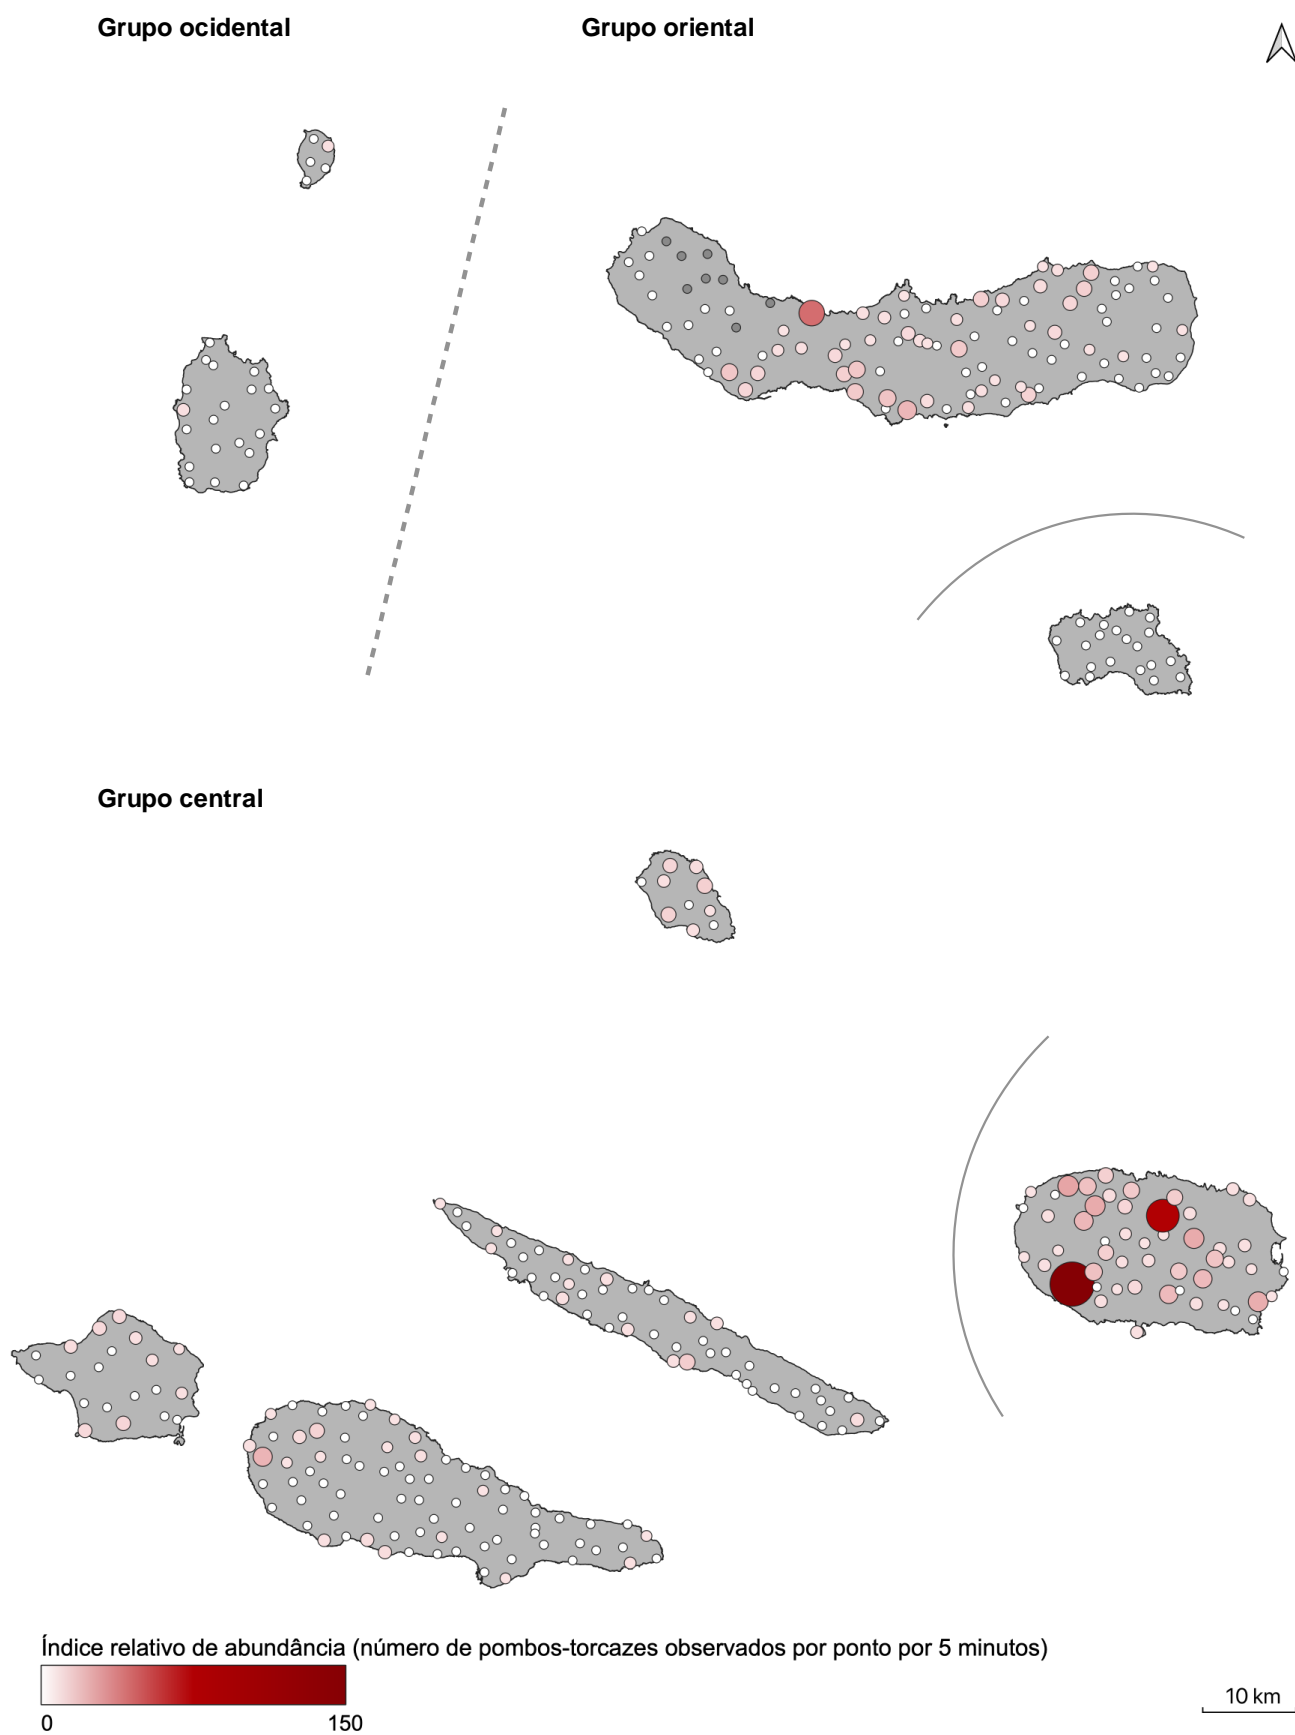 Grupo ocidental
Grupo oriental
Grupo central
Índice relativo de abundância (número de pombos-torcazes observados por ponto por 5 minutos)
0
150
10 km